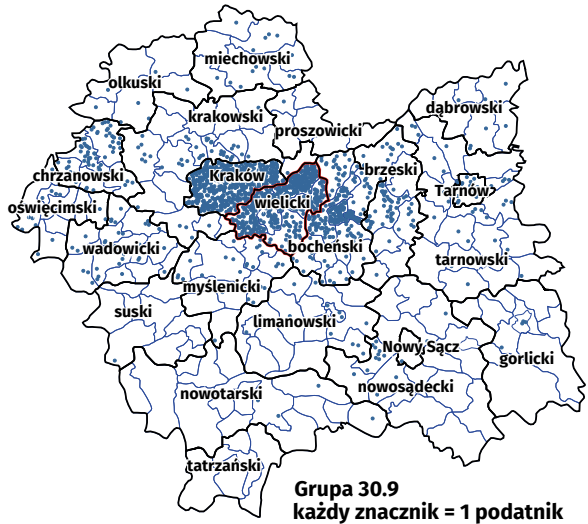 miechowski
olkuski
dąbrowski
krakowski
proszowicki
chrzanowski
Kraków
brzeski
Tarnów
oświęcimski
wielicki
wadowicki
bocheński
tarnowski
myślenicki
suski
limanowski
Nowy Sącz
gorlicki
nowotarski
nowosądecki
tatrzański
Grupa 30.9
każdy znacznik = 1 podatnik